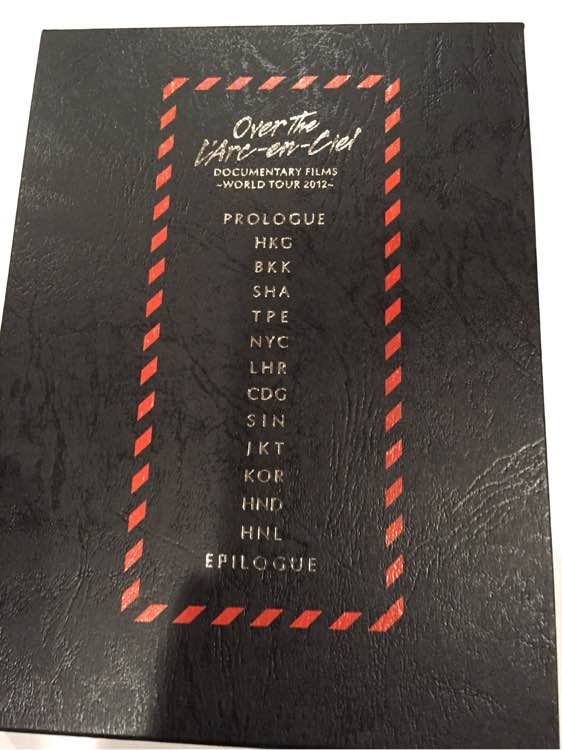 Over The
L'Arc-en-Ciel
DOCUMENTARY FILMS
~WORLD TOUR 2012~
PROLOGUE
HKG
BKK
SHA
TPE
NYC
LHR
CDG
SIN
JKT
KOR
HND
HNL
EPILOGUE